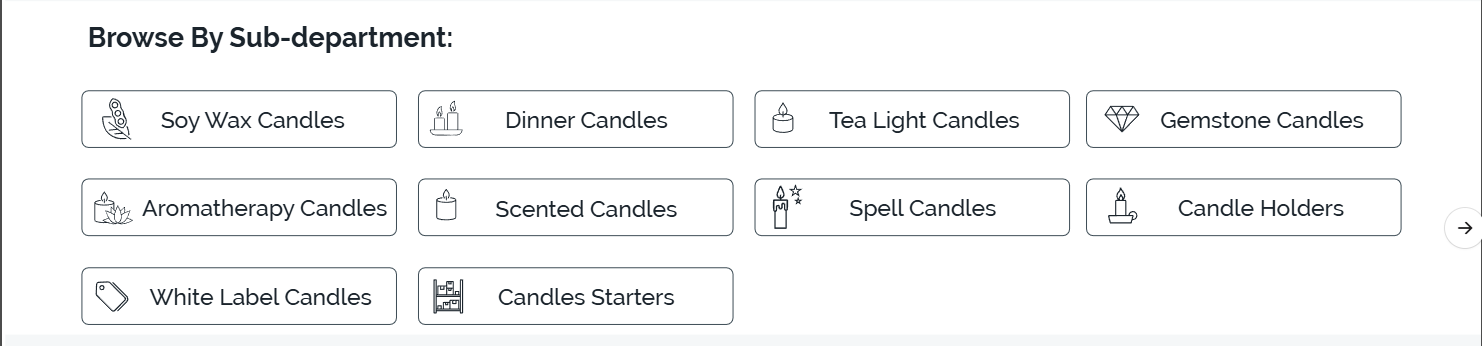 Browse By Sub-department:
Soy Wax Candles
Dinner Candles
Tea Light Candles
Gemstone Candles
Aromatherapy Candles
Scented Candles
Spell Candles
Candle Holders
White Label Candles
Candles Starters